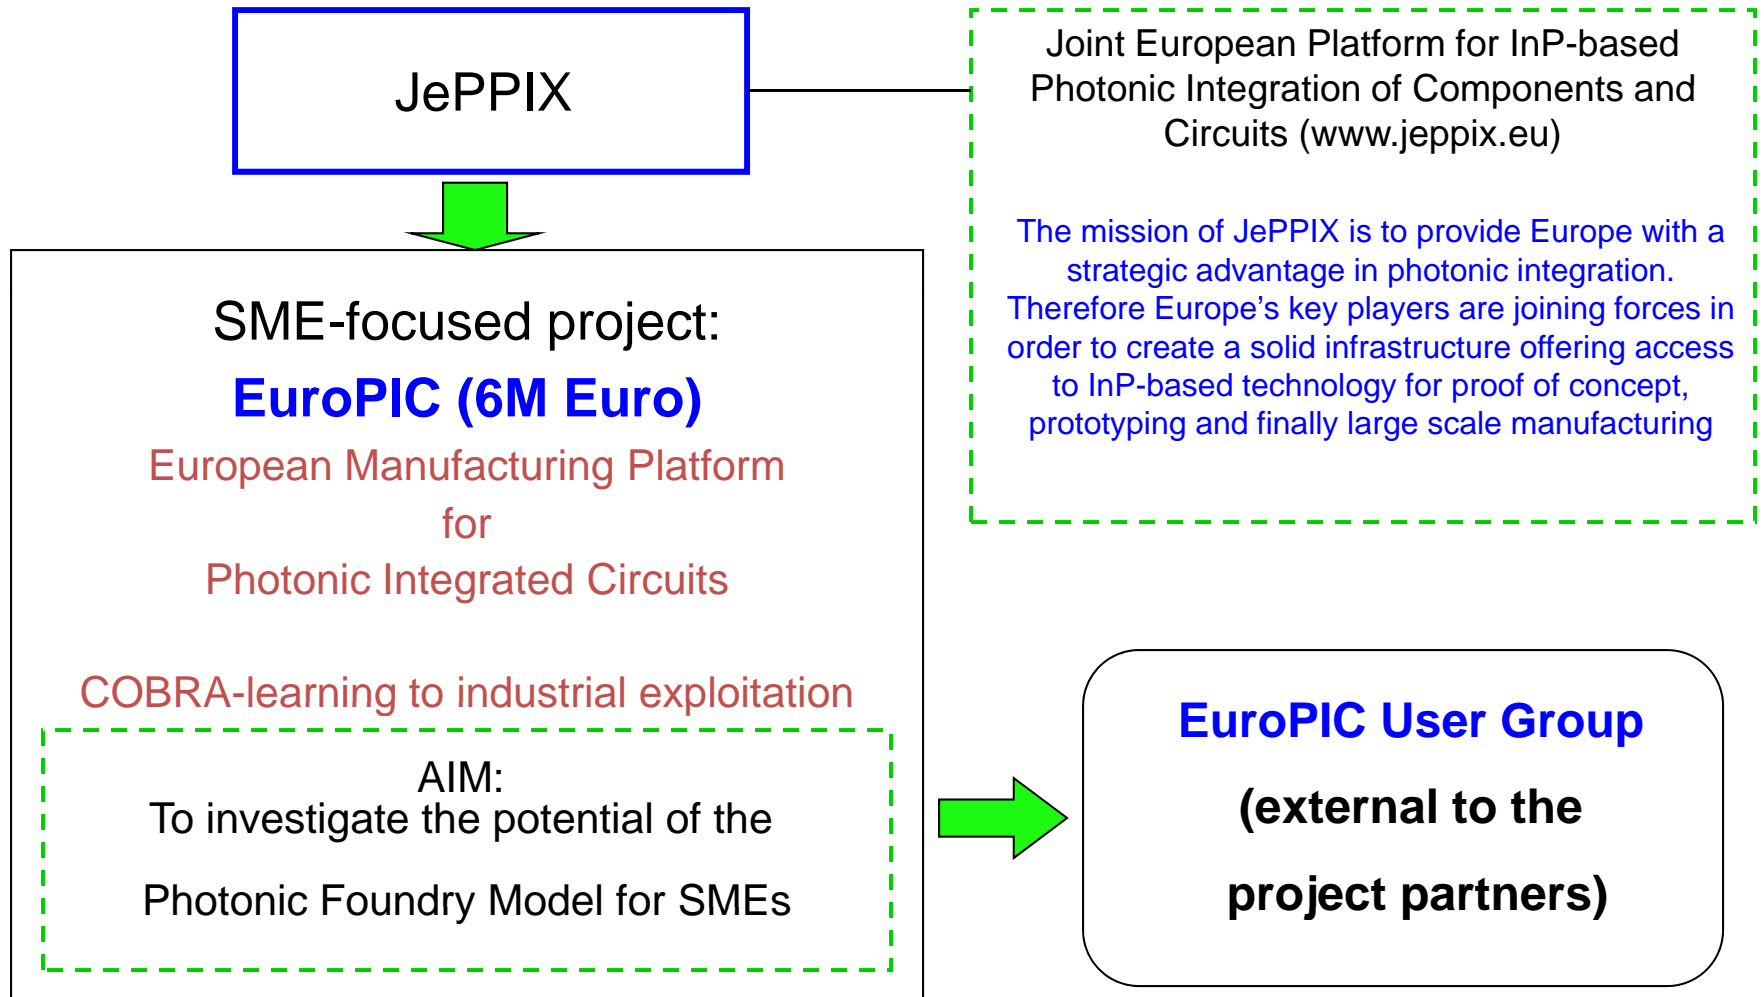 JePPIX
Joint European Platform for InP-based
Photonic Integration of Components and
Circuits (www.jeppix.eu)
The mission of JePPIX is to provide Europe with a
strategic advantage in photonic integration.
Therefore Europe’s key players are joining forces in
order to create a solid infrastructure offering access
to InP-based technology for proof of concept,
prototyping and finally large scale manufacturing
SME-focused project:
EuroPIC (6M Euro)
European Manufacturing Platform
for
Photonic Integrated Circuits
COBRA-learning to industrial exploitation
AIM:
To investigate the potential of the
Photonic Foundry Model for SMEs
EuroPIC User Group
(external to the
project partners)